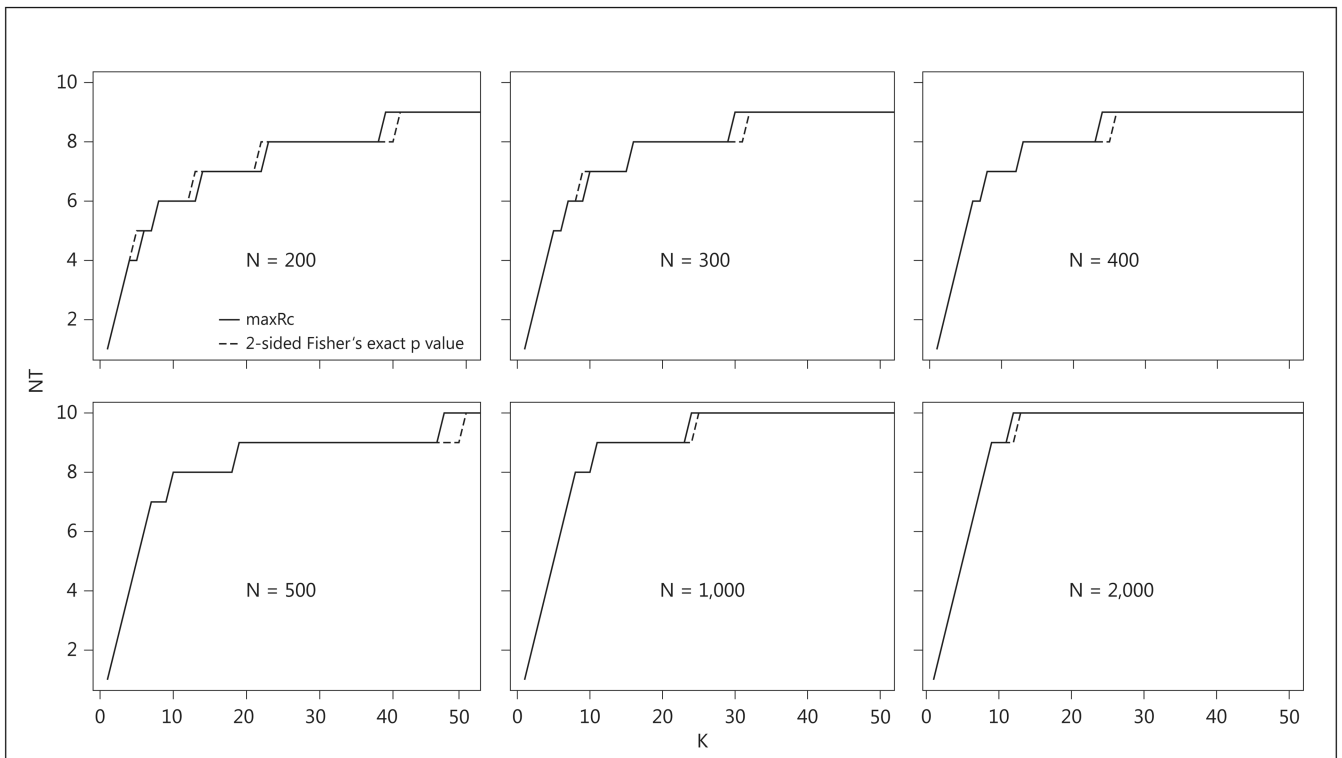 10
8
6
4
2
N = 200
maxRc
2-sided Fisher's exact p value
N = 300
N = 400
NT
10
8
6
4
2
N = 500
N = 1,000
N = 2,000
0 10 20 30 40 50
0 10 20 30 40 50
0 10 20 30 40 50
K